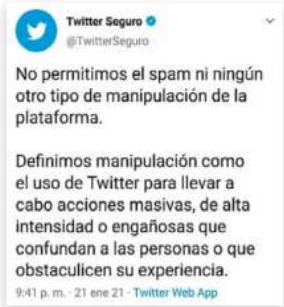 Twitter Seguro
@TwitterSeguro
No permitimos el spam ni ningún
otro tipo de manipulación de la
plataforma.
Definimos manipulación como
el uso de Twitter para llevar a
cabo acciones masivas, de alta
intensidad o engañosas que
confundan a las personas o que
obstaculicen su experiencia.
9:41 p. m. · 21 ene 21 · Twitter Web App